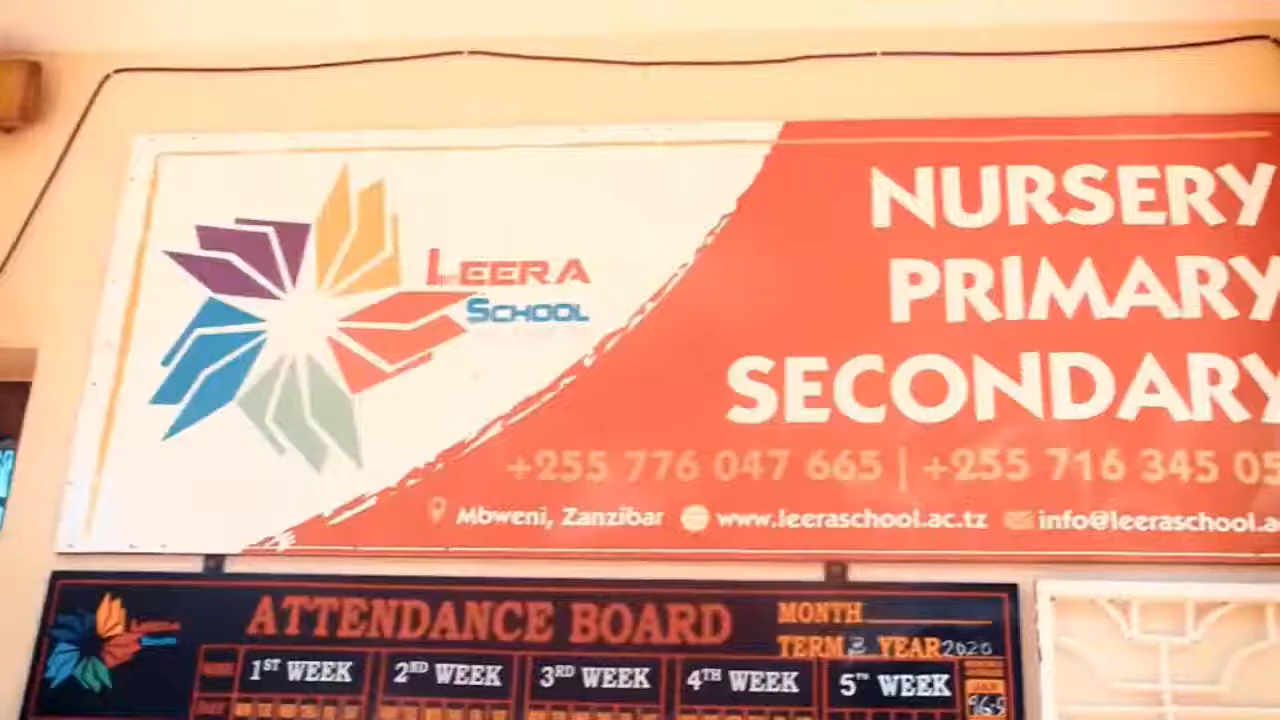 LEERA
SCHOOL
NURSERY
PRIMARY
SECONDARY
+255 776 047 665 | +255 716 345 05
Mbweni, Zanzibar www.leeraschool.ac.tz info@leeraschool.a
ATTENDANCE BOARD
MONTH
TERM 3 YEAR 2020
1ST WEEK 2ND WEEK 3RD WEEK 4TH WEEK 5TH WEEK